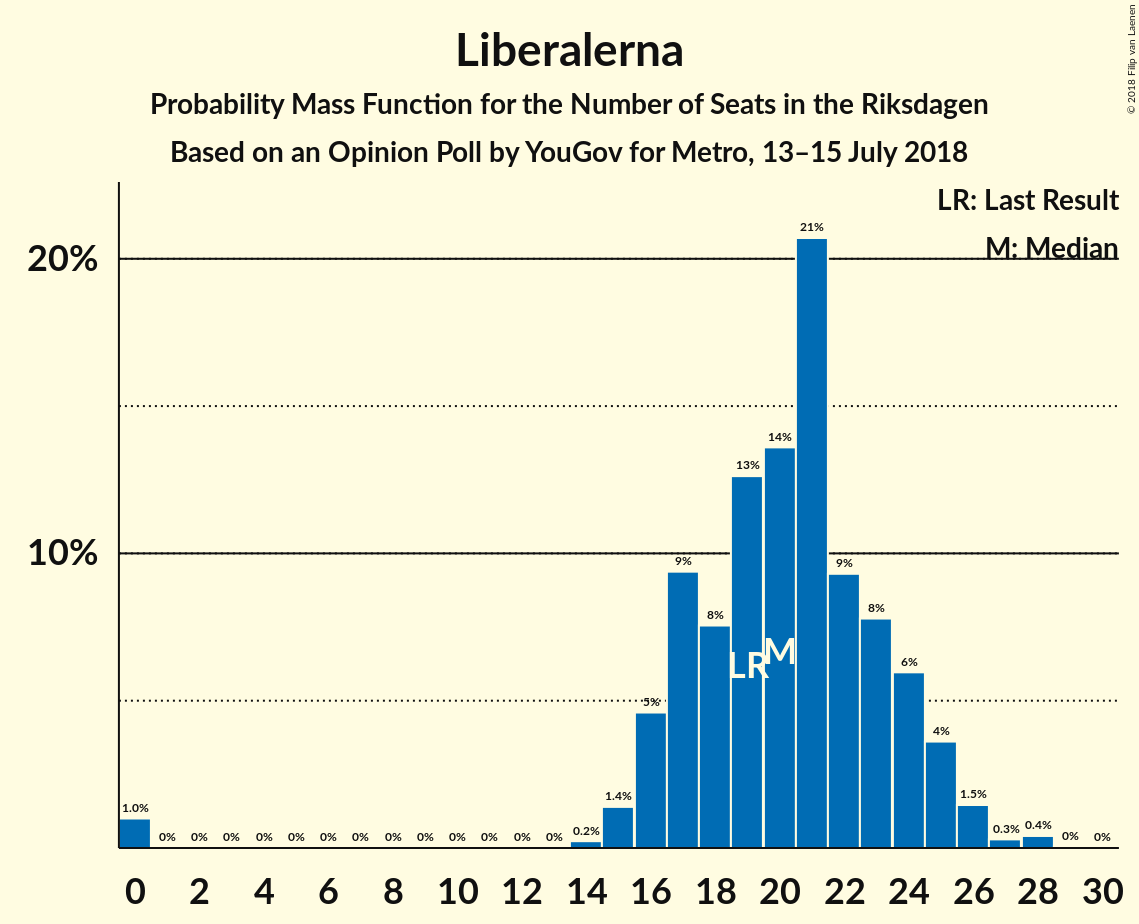 Liberalerna
Probability Mass Function for the Number of Seats in the Riksdagen
Based on an Opinion Poll by YouGov for Metro, 13–15 July 2018
© 2018 Filip van Laenen
LR: Last Result
M: Median
20%
10%
1.0% 0% 0% 0% 0% 0% 0% 0% 0% 0% 0% 0% 0% 0% 0.2% 1.4% 5% 9% 8% 13% 14% 21% 9% 8% 6% 4% 1.5% 0.3% 0.4% 0% 0%
LR M
0 2 4 6 8 10 12 14 16 18 20 22 24 26 28 30